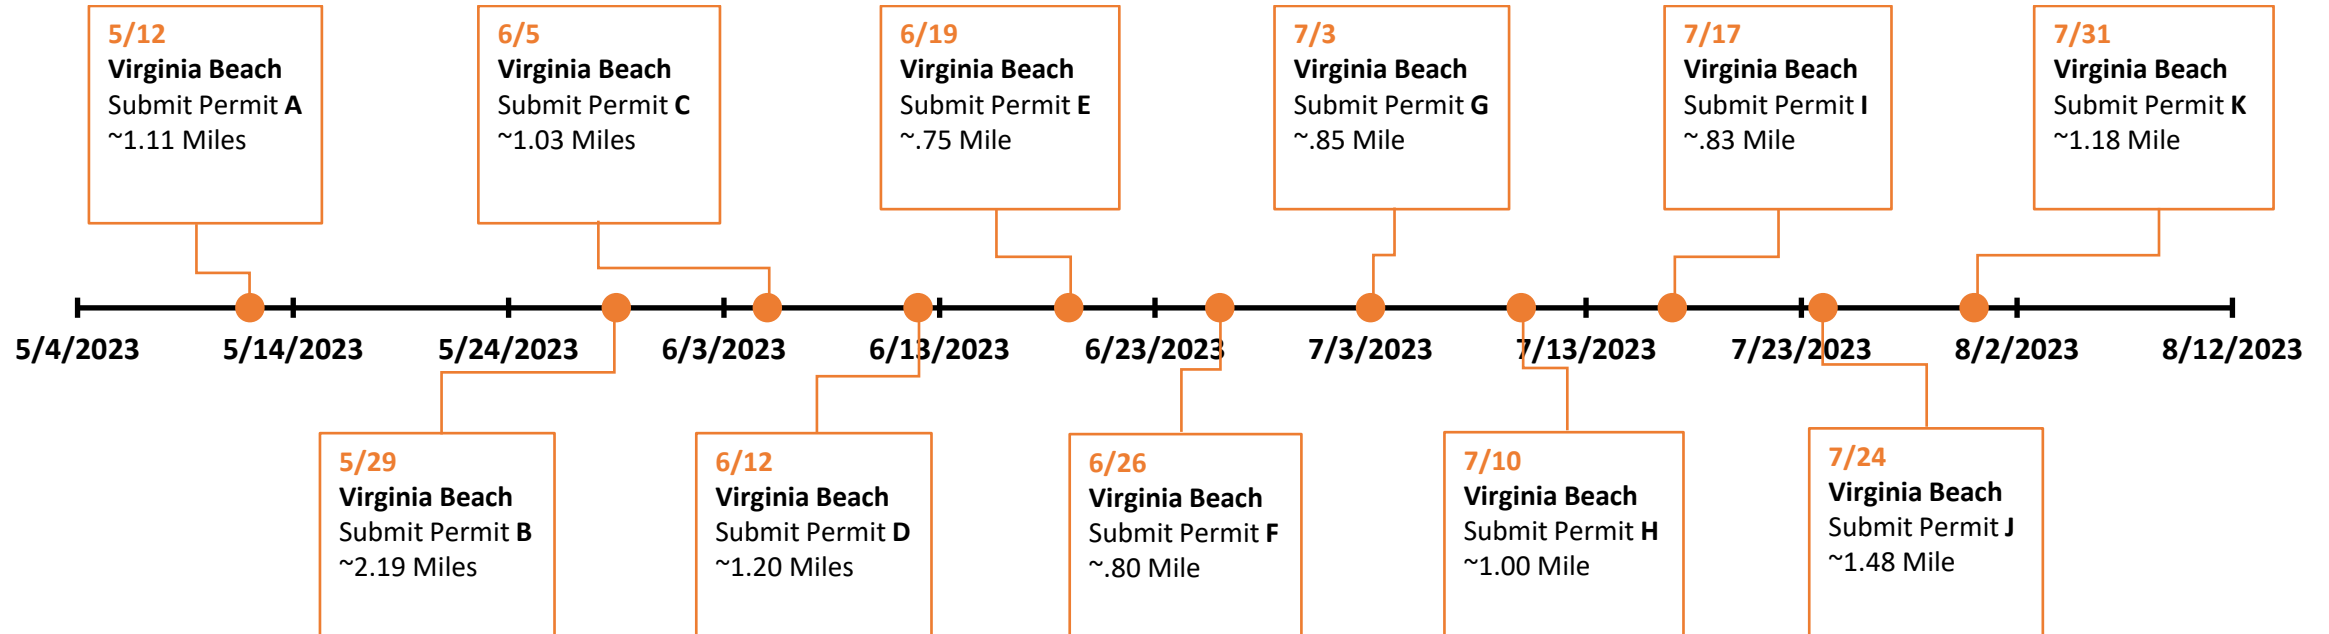 5/12
Virginia Beach
Submit Permit A
~1.11 Miles
6/5
Virginia Beach
Submit Permit C
~1.03 Miles
6/19
Virginia Beach
Submit Permit E
~.75 Mile
7/3
Virginia Beach
Submit Permit G
~.85 Mile
7/17
Virginia Beach
Submit Permit I
~.83 Mile
7/31
Virginia Beach
Submit Permit K
~1.18 Mile
5/4/2023 5/14/2023 5/24/2023 6/3/2023 6/13/2023 6/23/2023 7/3/2023 7/13/2023 7/23/2023 8/2/2023 8/12/2023
5/29
Virginia Beach
Submit Permit B
~2.19 Miles
6/12
Virginia Beach
Submit Permit D
~1.20 Miles
6/26
Virginia Beach
Submit Permit F
~.80 Mile
7/10
Virginia Beach
Submit Permit H
~1.00 Mile
7/24
Virginia Beach
Submit Permit J
~1.48 Mile